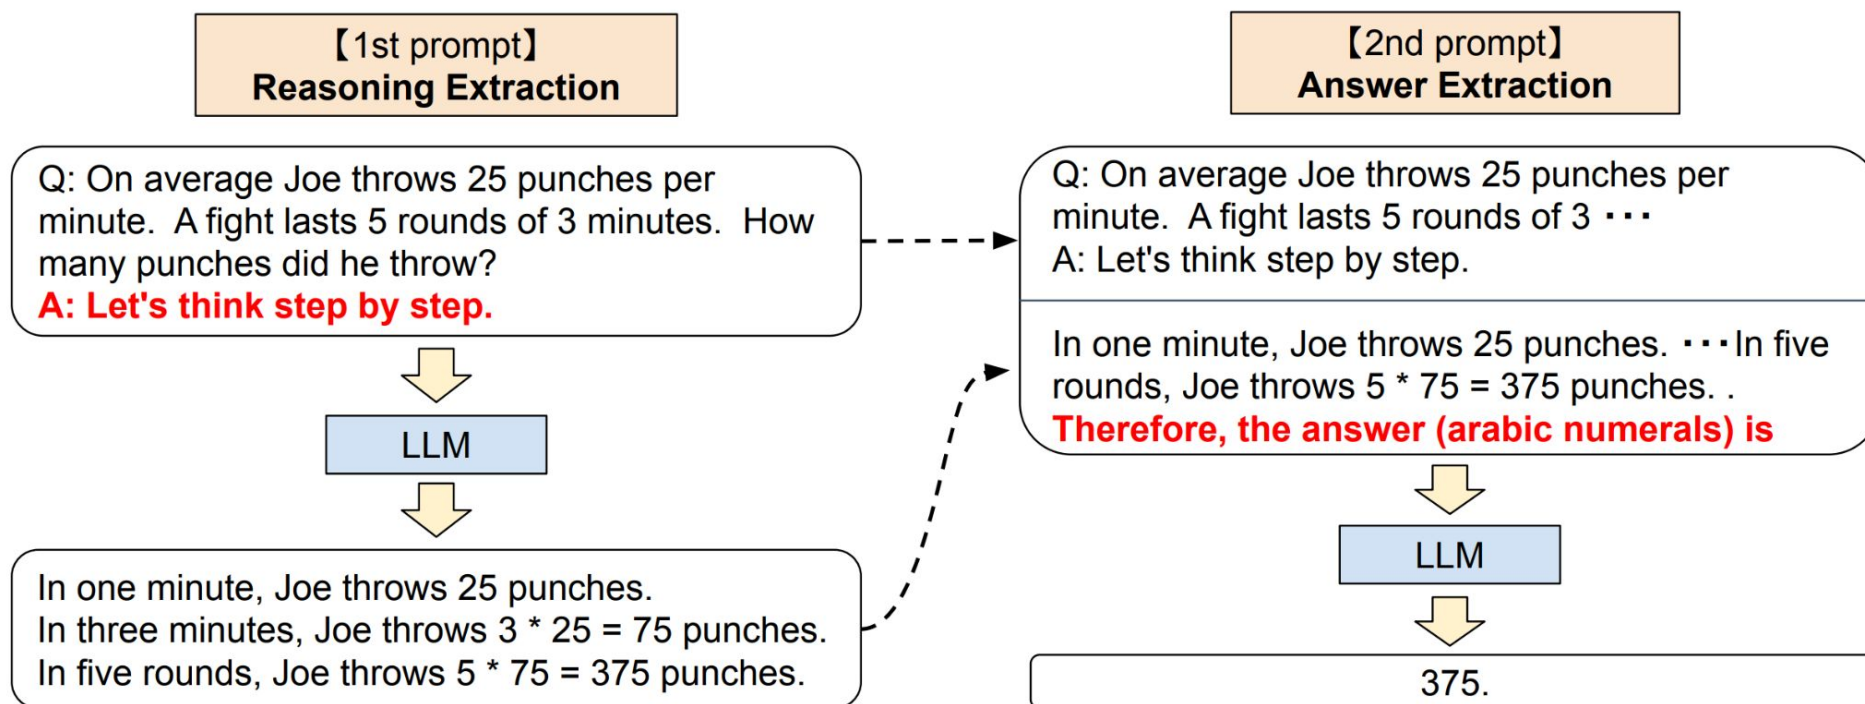 【1st prompt】
Reasoning Extraction
Q: On average Joe throws 25 punches per
minute.  A fight lasts 5 rounds of 3 minutes.  How
many punches did he throw?
A: Let's think step by step.
LLM
In one minute, Joe throws 25 punches.
In three minutes, Joe throws 3 * 25 = 75 punches.
In five rounds, Joe throws 5 * 75 = 375 punches.
【2nd prompt】
Answer Extraction
Q: On average Joe throws 25 punches per
minute.  A fight lasts 5 rounds of 3 ･･･
A: Let's think step by step.
In one minute, Joe throws 25 punches. ･･･In five
rounds, Joe throws 5 * 75 = 375 punches. .
Therefore, the answer (arabic numerals) is
LLM
375.